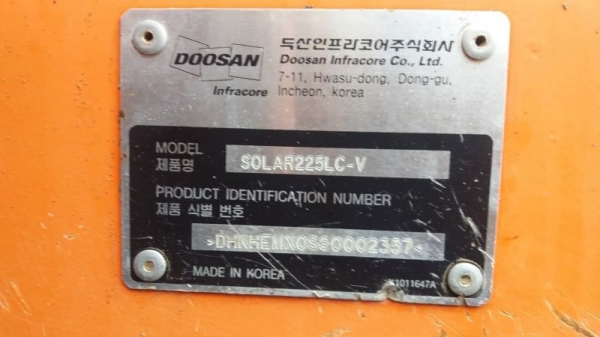 DOOSAN
Infracore
두산인프라코어주식회사
Doosan Infracore Co., Ltd.
7-11, Hwasu-dong, Dong-gu,
Incheon, korea
MODEL
제품명
SOLAR225LC-V
PRODUCT IDENTIFICATION NUMBER
제품 식별 번호
MADE IN KOREA